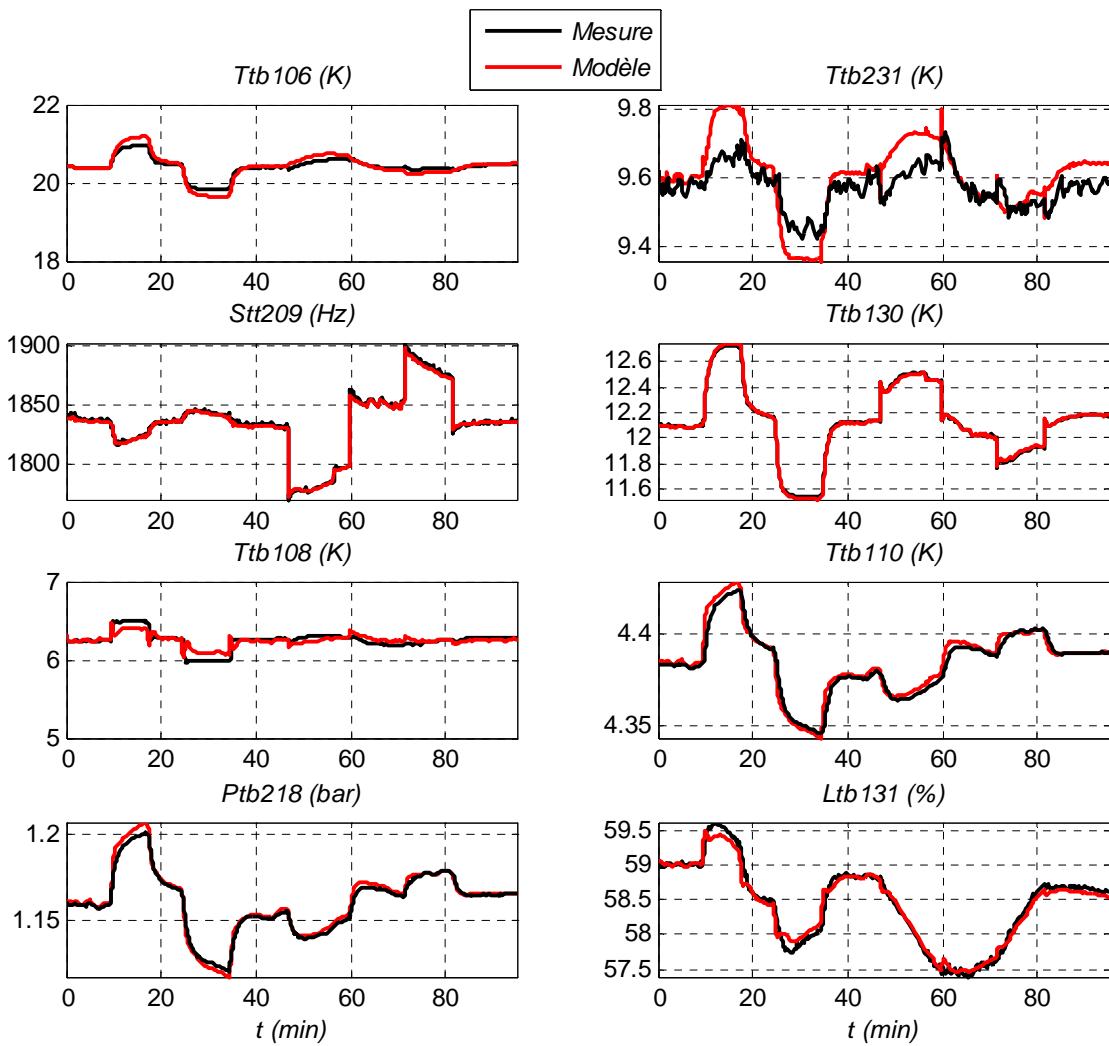 Mesure
Modèle
Ttb106 (K)
22
20
18
0 20 40 60 80
Ttb231 (K)
9.8
9.6
9.4
0 20 40 60 80
Stt209 (Hz)
1900
1850
1800
0 20 40 60 80
Ttb130 (K)
12.6
12.4
12.2
12
11.8
11.6
0 20 40 60 80
Ttb108 (K)
7
6
5
0 20 40 60 80
Ttb110 (K)
4.4
4.35
0 20 40 60 80
Ptb218 (bar)
1.2
1.15
0 20 40 60 80
t (min)
Ltb131 (%)
59.5
59
58.5
58
57.5
0 20 40 60 80
t (min)